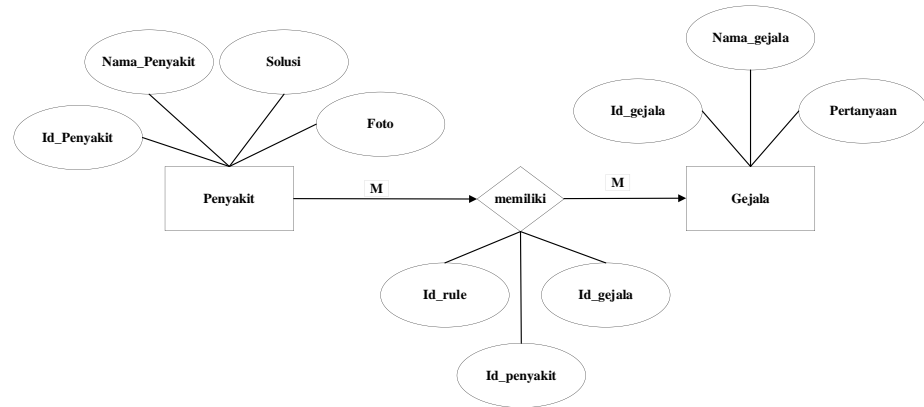 Nama_gejala
Nama_Penyakit
Solusi
Id_gejala
Pertanyaan
Id_Penyakit
Foto
Penyakit
M
memiliki
M
Gejala
Id_rule
Id_gejala
Id_penyakit